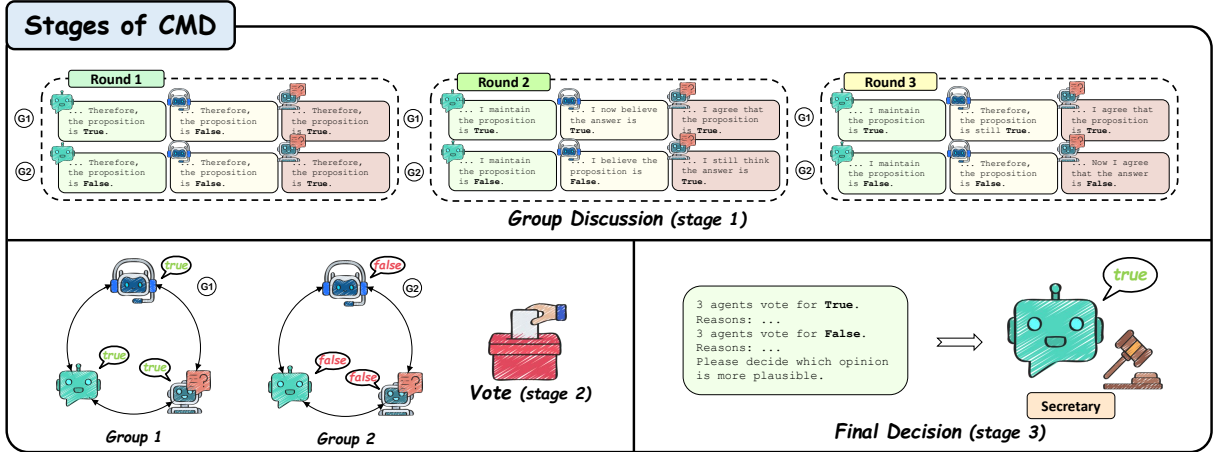 Stages of CMD
Round 1
Round 2
Round 3
G1
... Therefore,
the proposition
is True.
... Therefore,
the proposition
is False.
... Therefore,
the proposition
is True.
G2
... Therefore,
the proposition
is False.
... Therefore,
the proposition
is False.
... Therefore,
the proposition
is True.
G1
... I maintain
the proposition
is True.
... I now believe
the answer is
True.
... I agree that
the proposition
is True.
G2
... I maintain
the proposition
is False.
... I believe the
proposition is
False.
... I still think
the answer is
True.
G1
... I maintain
the proposition
is True.
... Therefore,
the proposition
is still True.
... I agree that
the proposition
is True.
G2
... I maintain
the proposition
is False.
... Therefore,
the proposition
is False.
... Now I agree
that the answer
is False.
Group Discussion (stage 1)
true
G1
true
true
Group 1
false
G2
false
false
Group 2
Vote (stage 2)
3 agents vote for True.
Reasons: ...
3 agents vote for False.
Reasons: ...
Please decide which opinion
is more plausible.
true
Secretary
Final Decision (stage 3)